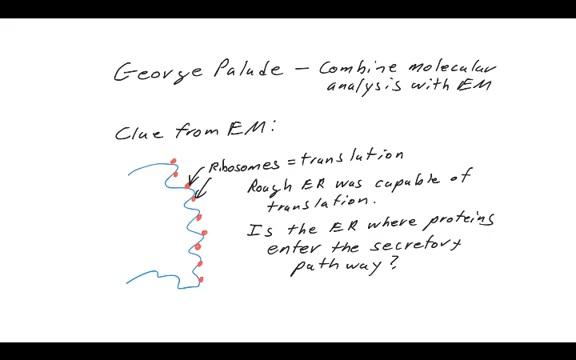 George Palade – Combine molecular
analysis with EM
Clue from EM:
Ribosomes = translation
Rough ER was capable of
translation.
Is the ER where proteins
enter the secretory
pathway?